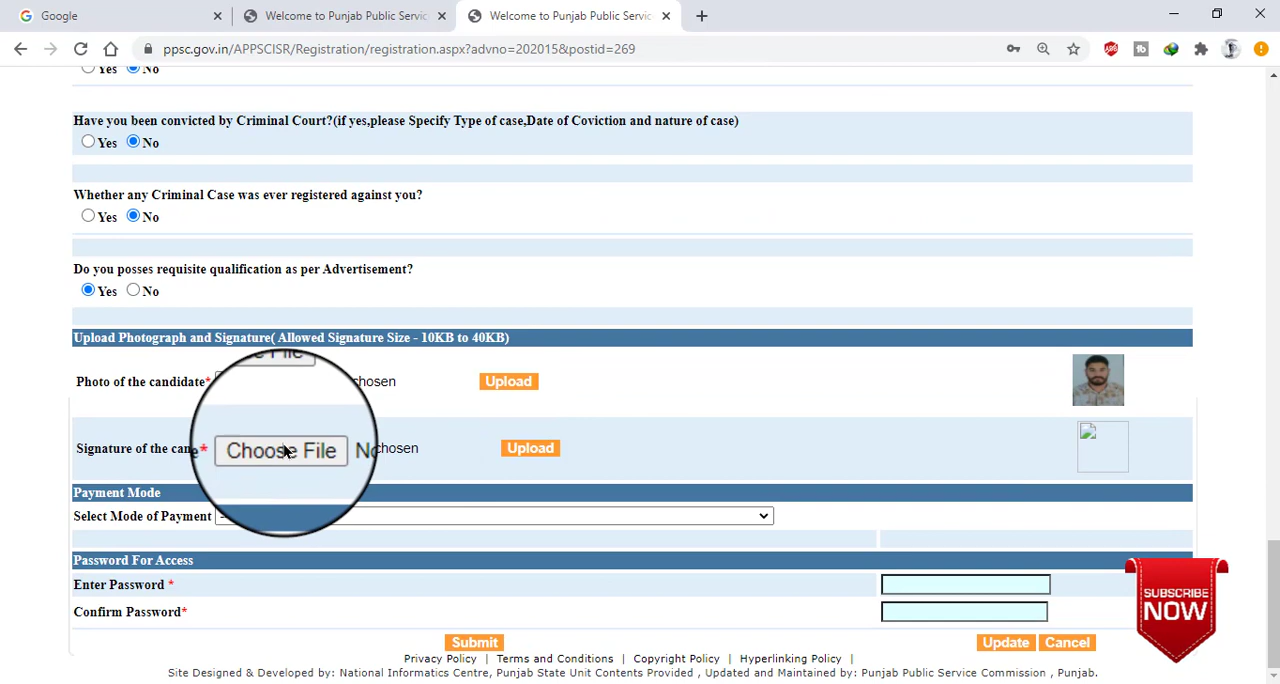 Google
Welcome to Punjab Public Servic
Welcome to Punjab Public Servic
ppsc.gov.in/APPSCISR/Registration/registration.aspx?advno=202015&postid=269
Yes No
Have you been convicted by Criminal Court?(if yes,please Specify Type of case,Date of Coviction and nature of case)
Yes No
Whether any Criminal Case was ever registered against you?
Yes No
Do you posses requisite qualification as per Advertisement?
Yes No
Upload Photograph and Signature( Allowed Signature Size - 10KB to 40KB)
Photo of the candidate* chosen Upload
Signature of the can e * Choose File No chosen Upload
Payment Mode
Select Mode of Payment
Password For Access
Enter Password *
Confirm Password*
SUBSCRIBE
NOW
Submit Update Cancel
Privacy Policy | Terms and Conditions | Copyright Policy | Hyperlinking Policy |
Site Designed & Developed by: National Informatics Centre, Punjab State Unit Contents Provided , Updated and Maintained by: Punjab Public Service Commission , Punjab.